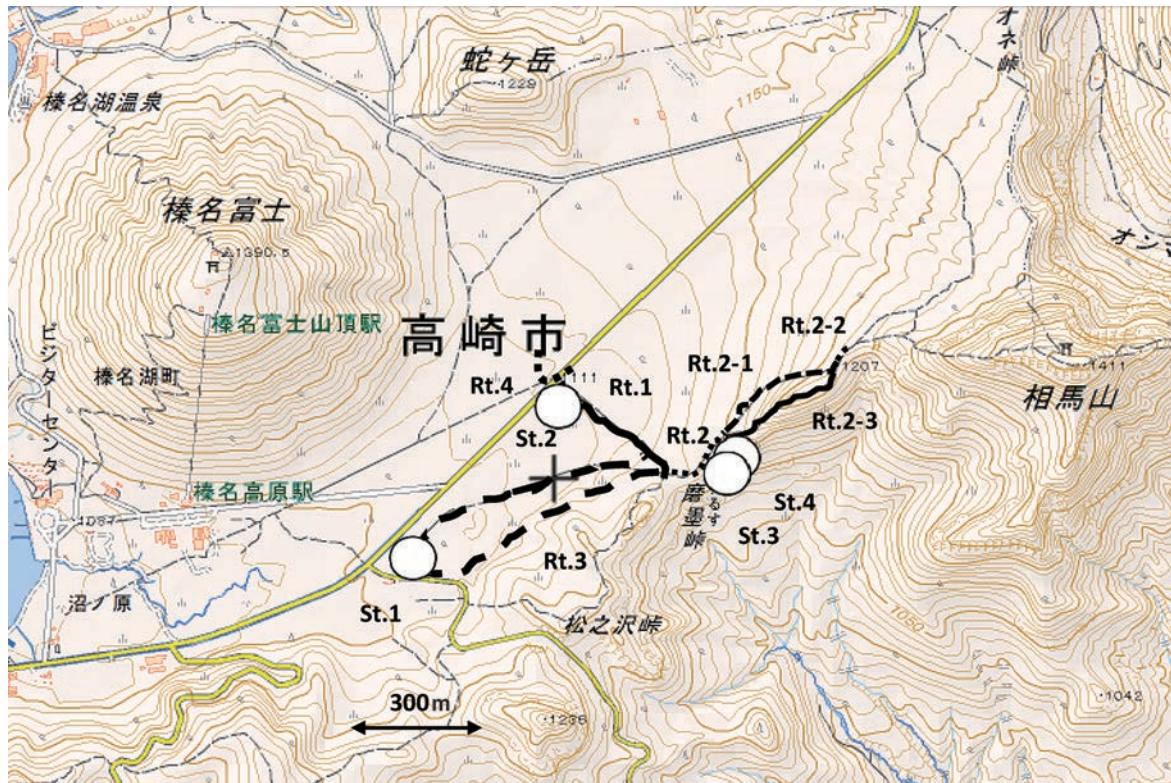 オネ峠
蛇ヶ岳
1229
1150
榛名湖温泉
榛名富士
1390.5
オンマ
榛名富士山頂駅
高崎市
ビジターセンター
榛名湖町
Rt.2-2
Rt.2-1
1207
1411
相馬山
Rt.4
1111
Rt.1
Rt.2-3
Rt.2
St.2
榛名高原駅
磨墨峠
るす
St.4
St.3
1087
Rt.3
沼ノ原
St.1
松之沢峠
1050
300m
1236
1042